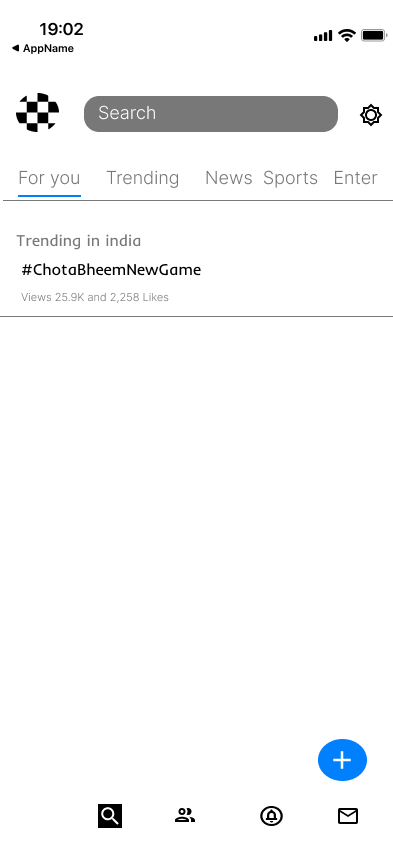 19:02
AppName
Search
For you Trending News Sports Enter
Trending in india
#ChotaBheemNewGame
Views 25.9K and 2,258 Likes